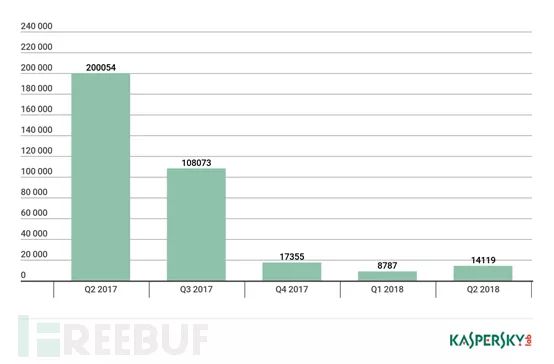 240 000
220 000
200 000
180 000
160 000
140 000
120 000
100 000
80 000
60 000
40 000
20 000
0
200054
108073
17355
8787
14119
Q2 2017
Q3 2017
Q4 2017
Q1 2018
Q2 2018
FREEBUF
KASPERSKY lab